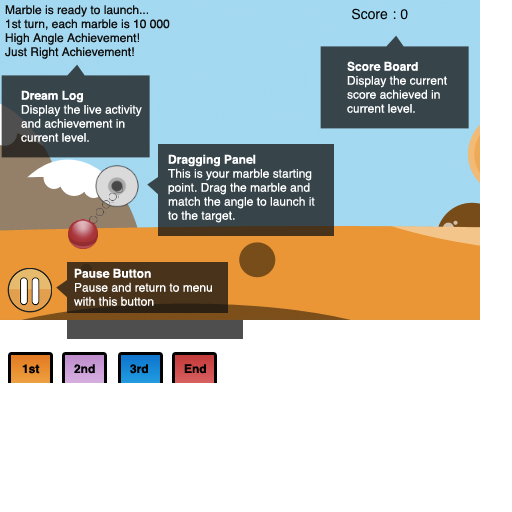 Marble is ready to launch...
1st turn, each marble is 10 000
High Angle Achievement!
Just Right Achievement!
Score : 0
Score Board
Display the current
score achieved in
current level.
Dream Log
Display the live activity
and achievement in
current level.
Dragging Panel
This is your marble starting
point. Drag the marble and
match the angle to launch it
to the target.
Pause Button
Pause and return to menu
with this button
1st
2nd
3rd
End